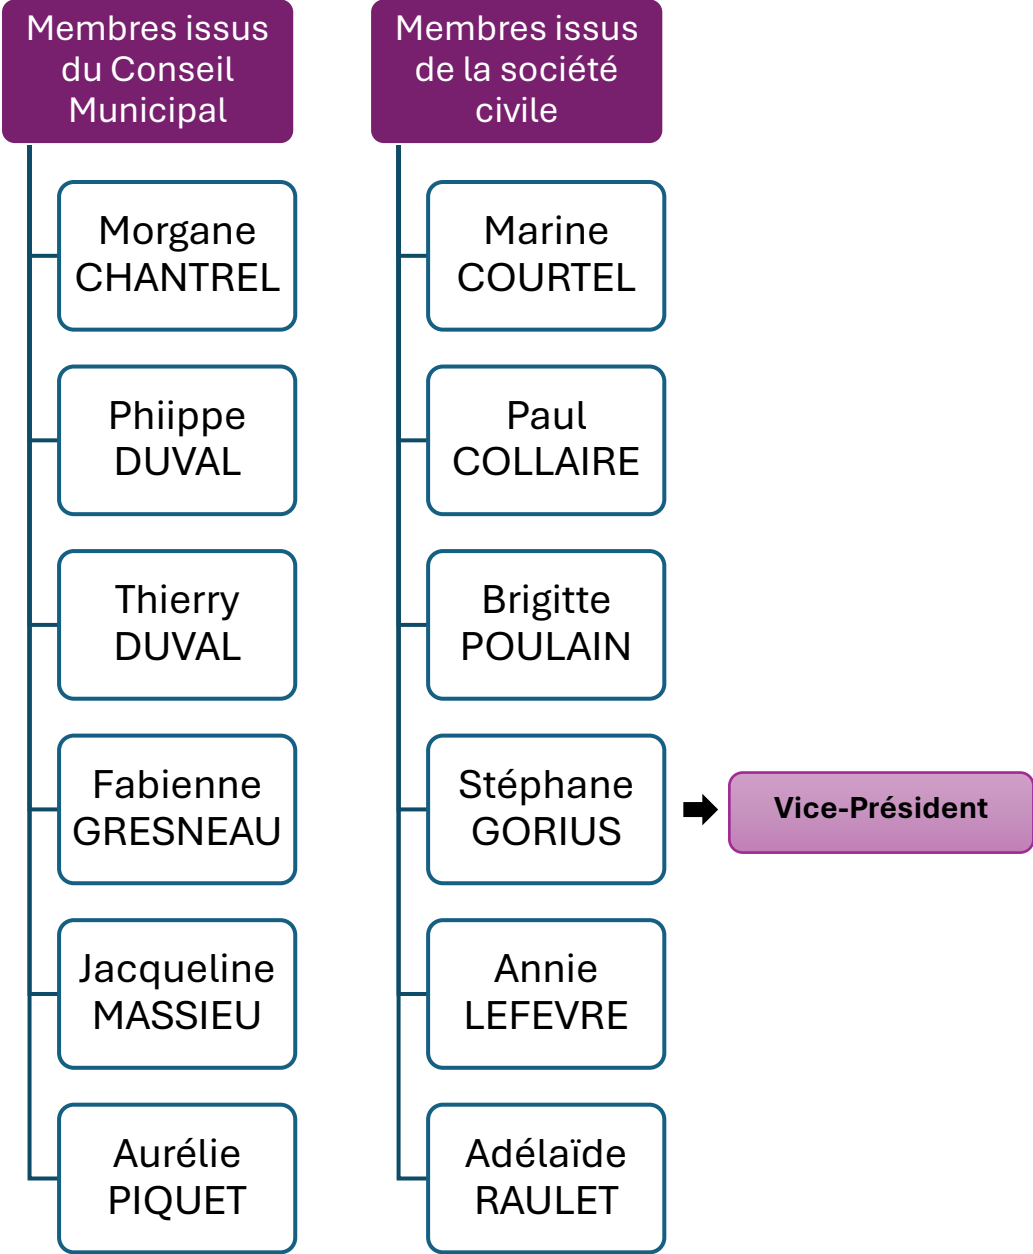 Membres issus
du Conseil
Municipal
Morgane
CHANTREL
Phiippe
DUVAL
Thierry
DUVAL
Fabienne
GRESNEAU
Jacqueline
MASSIEU
Aurélie
PIQUET
Membres issus
de la société
civile
Marine
COURTEL
Paul
COLLAIRE
Brigitte
POULAIN
Stéphane
GORIUS
Vice-Président
Annie
LEFEVRE
Adélaïde
RAULET